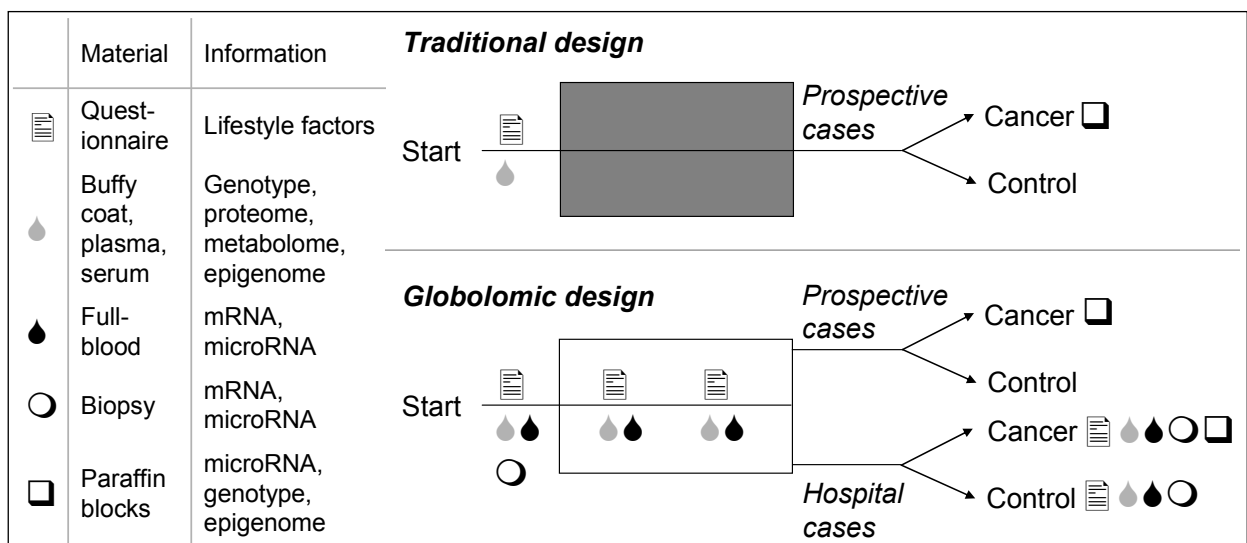 Material Information
Quest-
ionnaire
Lifestyle factors
Buffy
coat,
plasma,
serum
Genotype,
proteome,
metabolome,
epigenome
Full-
blood
mRNA,
microRNA
Biopsy
mRNA,
microRNA
Paraffin
blocks
microRNA,
genotype,
epigenome
Traditional design
Start
Prospective
cases
Cancer
Control
Globolomic design
Start
Prospective
cases
Cancer
Control
Hospital
cases
Cancer
Control